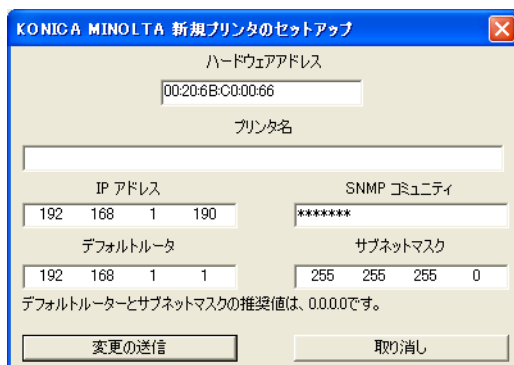 KONICA MINOLTA 新規プリンタのセットアップ
ハードウェアアドレス
00:20:6B:C0:00:66
プリンタ名
IP アドレス
SNMP コミュニティ
192 168 1 190
*******
デフォルトルータ
サブネットマスク
192 168 1 1
255 255 255 0
デフォルトルーターとサブネットマスクの推奨値は、0.0.0.0です。
変更の送信
取り消し